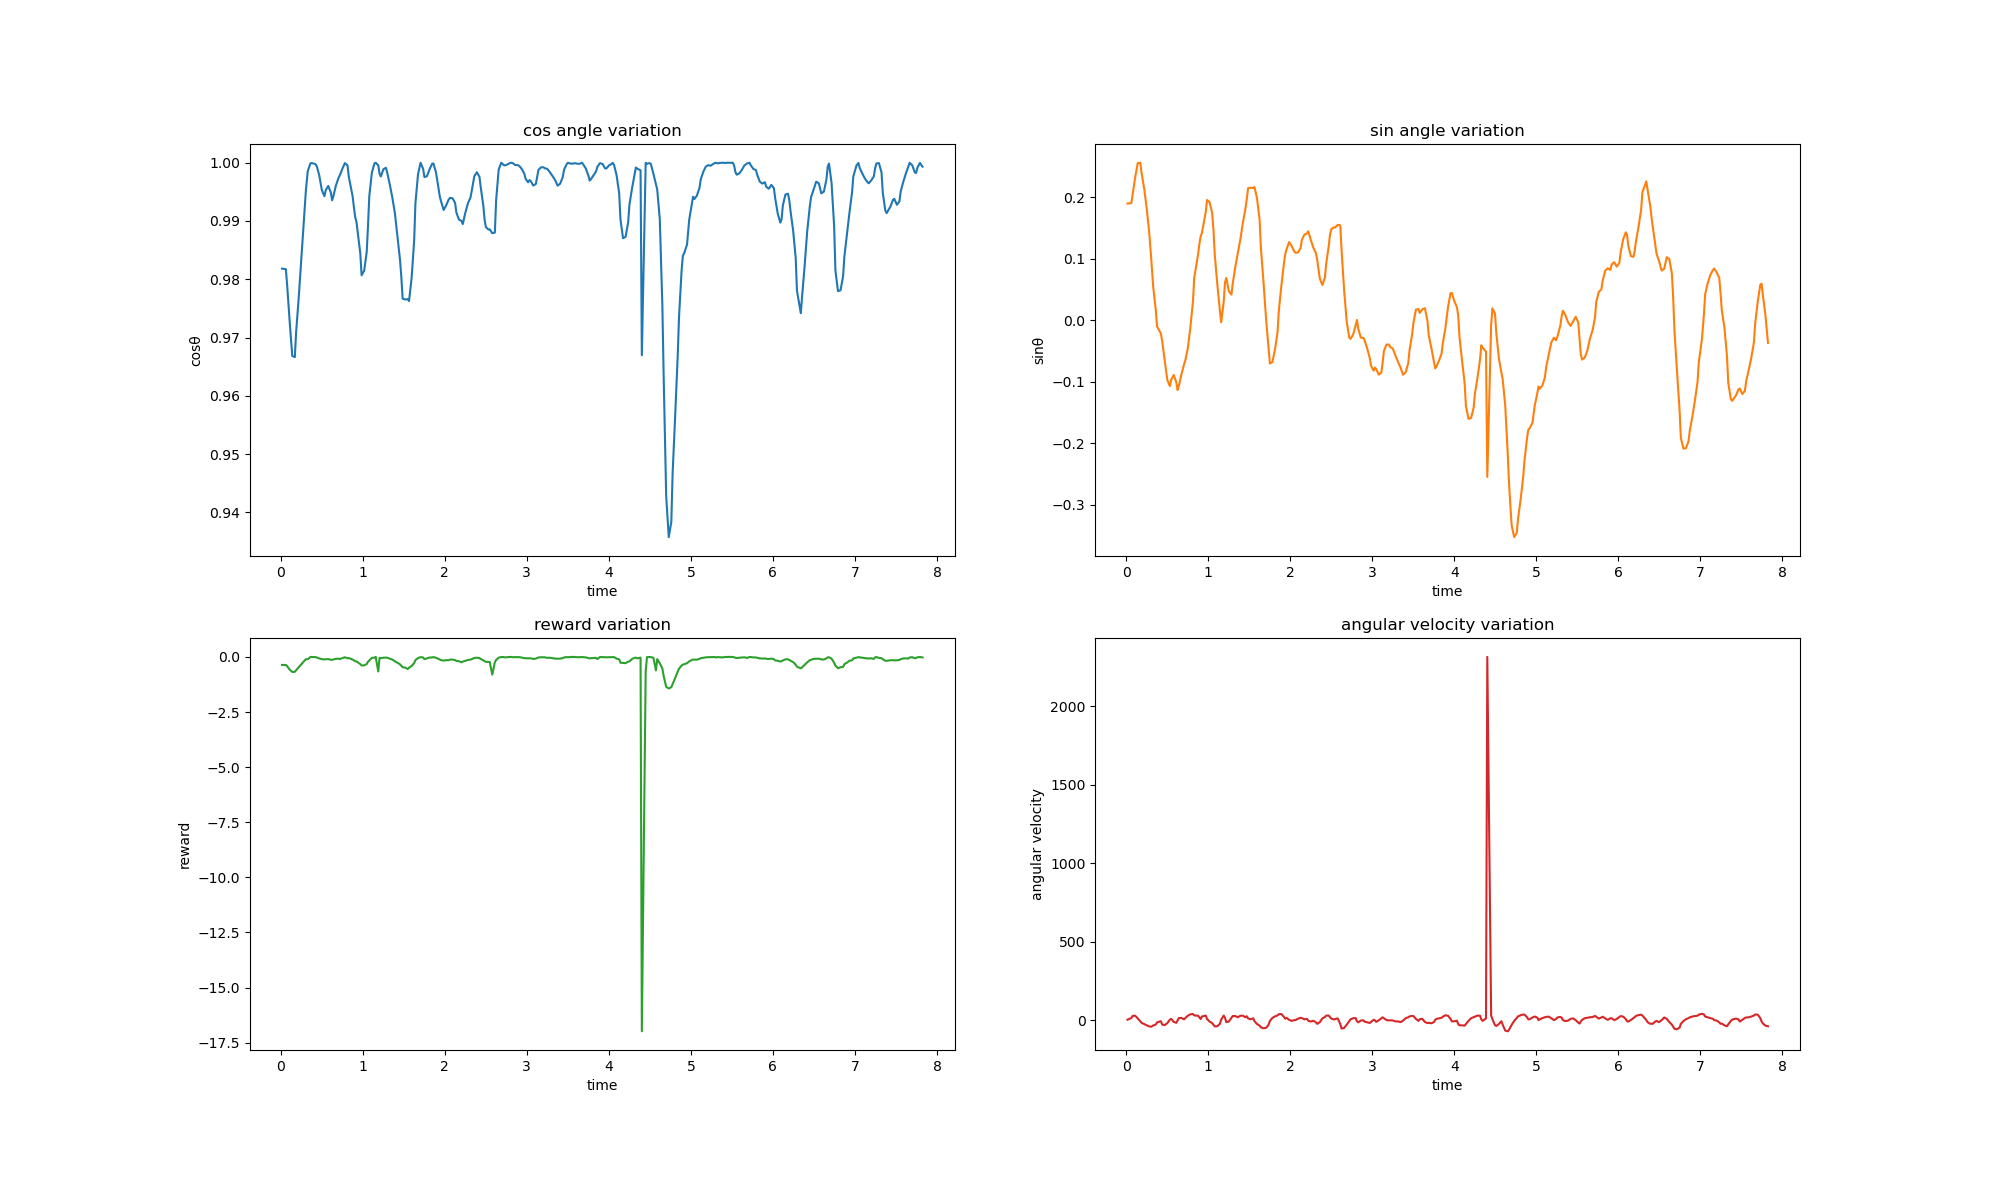 cos angle variation
1.00
0.99
0.98
0.97
0.96
0.95
0.94
cosθ
0 1 2 3 4 5 6 7 8
time
sin angle variation
0.2
0.1
0.0
−0.1
−0.2
−0.3
sinθ
0 1 2 3 4 5 6 7 8
time
reward variation
0.0
−2.5
−5.0
−7.5
−10.0
−12.5
−15.0
−17.5
reward
0 1 2 3 4 5 6 7 8
time
angular velocity variation
2000
1500
1000
500
0
angular velocity
0 1 2 3 4 5 6 7 8
time